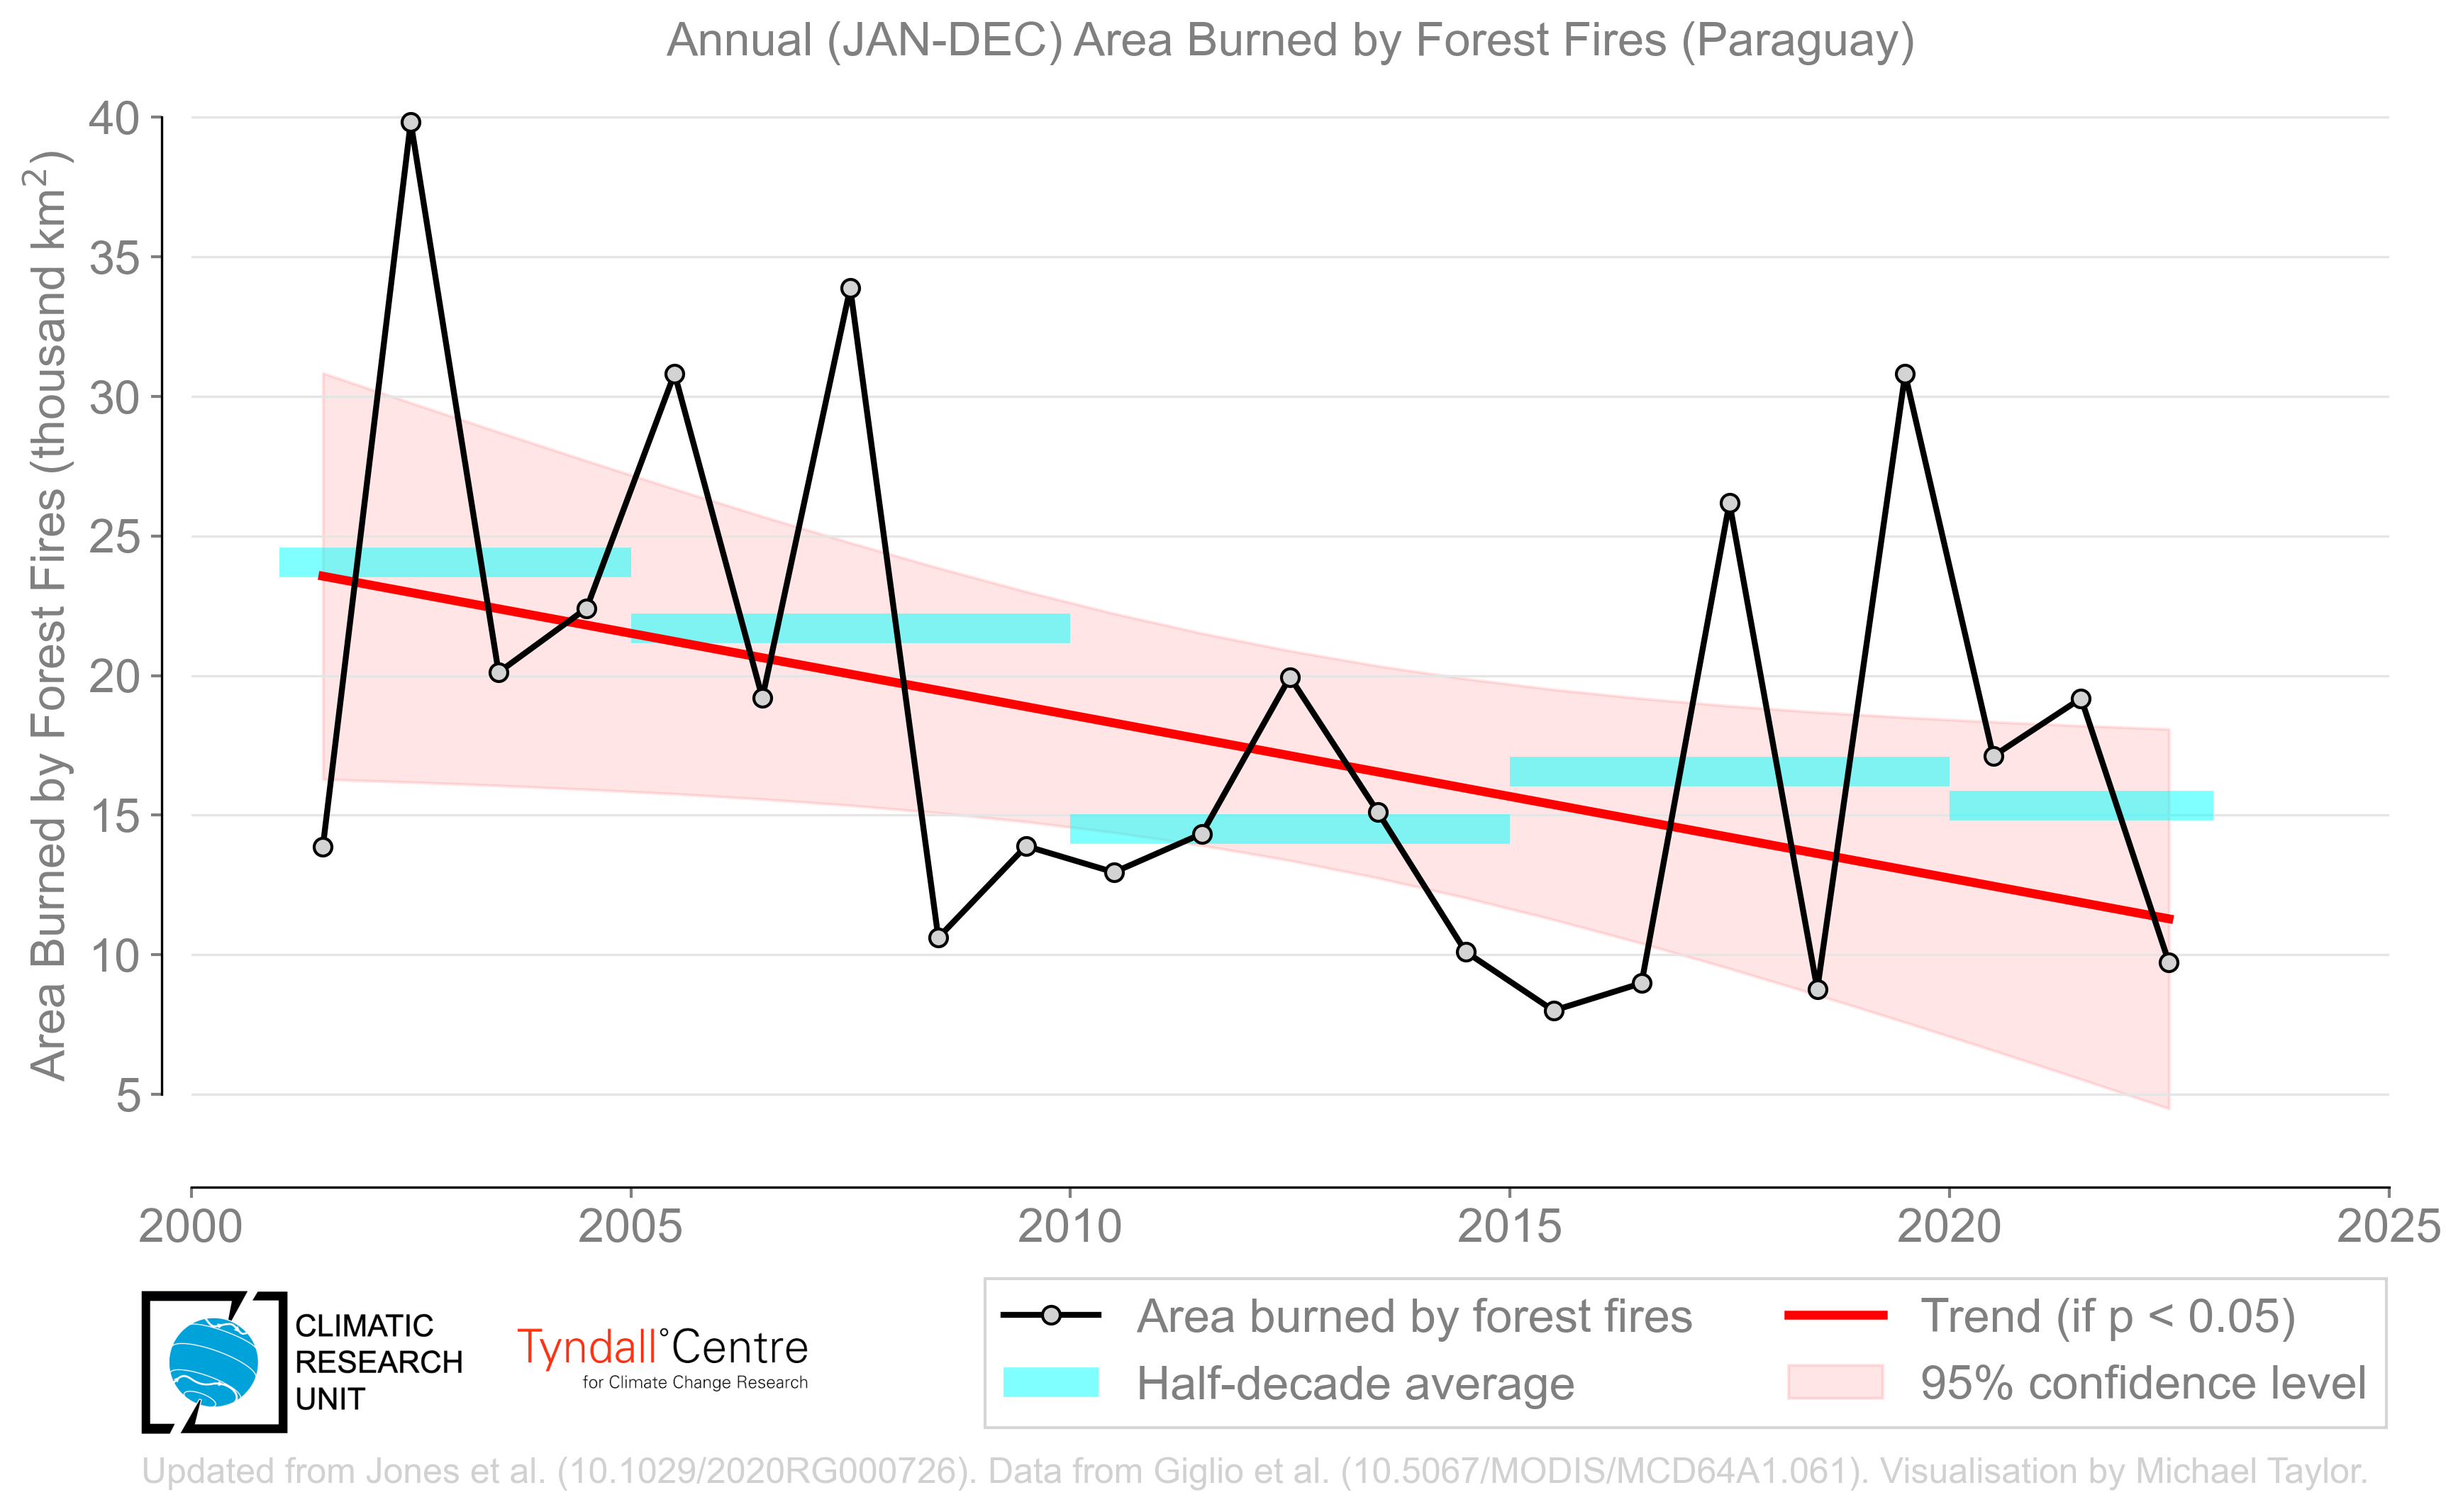 Annual (JAN-DEC) Area Burned by Forest Fires (Paraguay)
Area Burned by Forest Fires (thousand km²)
40
35
30
25
20
15
10
5
2000 2005 2010 2015 2020 2025
CLIMATIC
RESEARCH
UNIT
Tyndall°Centre
for Climate Change Research
Area burned by forest fires
Half-decade average
Trend (if p < 0.05)
95% confidence level
Updated from Jones et al. (10.1029/2020RG000726). Data from Giglio et al. (10.5067/MODIS/MCD64A1.061). Visualisation by Michael Taylor.